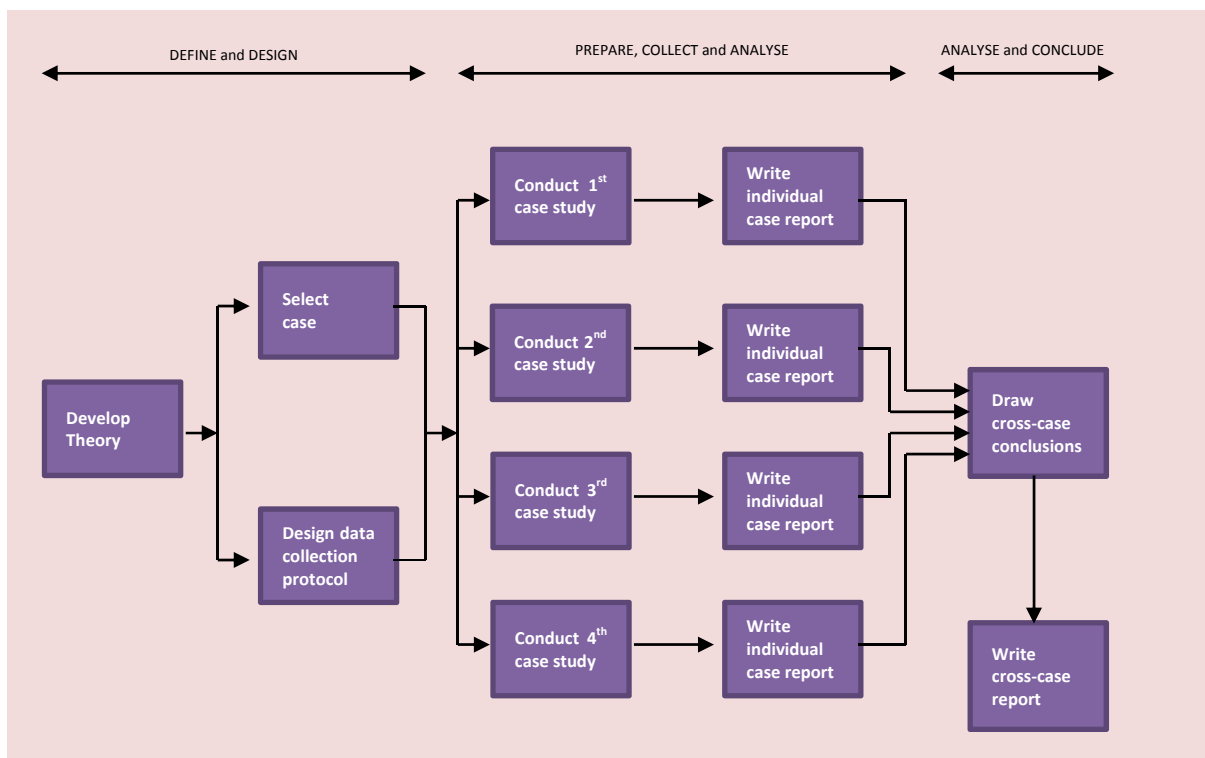 DEFINE and DESIGN
PREPARE, COLLECT and ANALYSE
ANALYSE and CONCLUDE
Develop
Theory
Select
case
Design data
collection
protocol
Conduct 1st
case study
Write
individual
case report
Conduct 2nd
case study
Write
individual
case report
Conduct 3rd
case study
Write
individual
case report
Conduct 4th
case study
Write
individual
case report
Draw
cross-case
conclusions
Write
cross-case
report